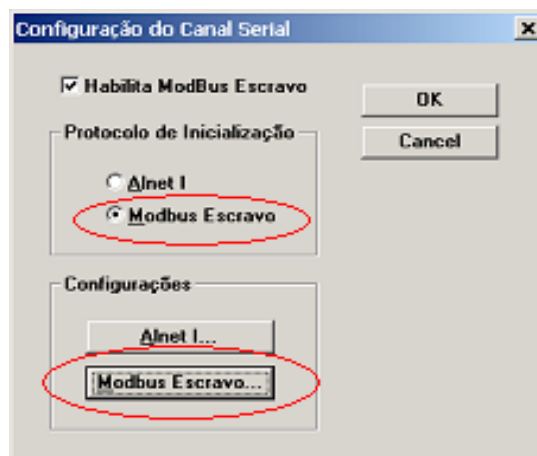 Configuração do Canal Serial
Habilita ModBus Escravo
OK
Protocolo de Inicialização
Cancel
Alnet I
Modbus Escravo
Configurações
Alnet I...
Modbus Escravo...